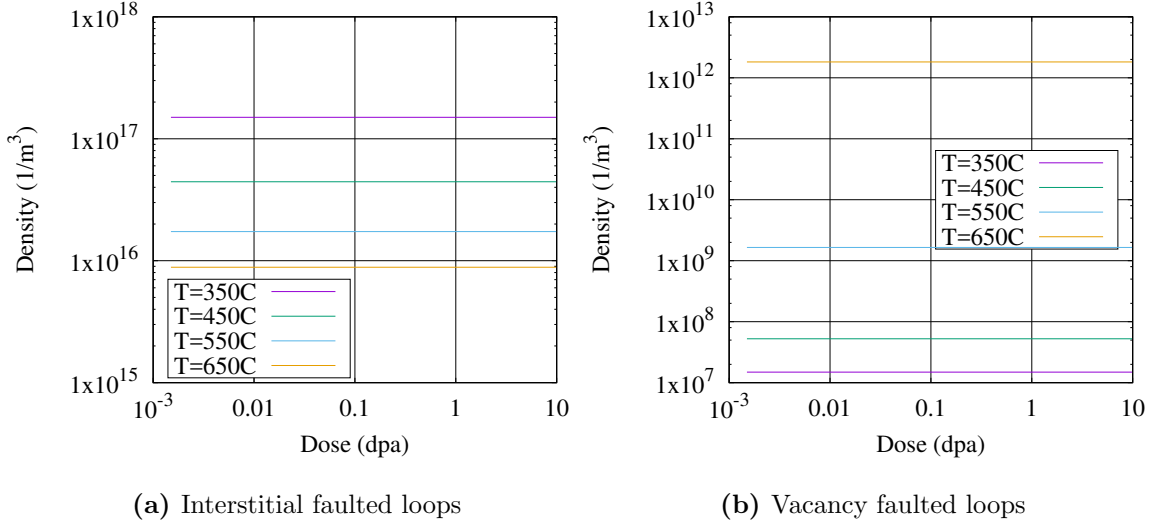 1x10^18
1x10^17
1x10^16
1x10^15
Density (1/m^3)
T=350C
T=450C
T=550C
T=650C
10^-3 0.01 0.1 1 10
Dose (dpa)
(a) Interstitial faulted loops
1x10^13
1x10^12
1x10^11
1x10^10
1x10^9
1x10^8
1x10^7
Density (1/m^3)
T=350C
T=450C
T=550C
T=650C
10^-3 0.01 0.1 1 10
Dose (dpa)
(b) Vacancy faulted loops